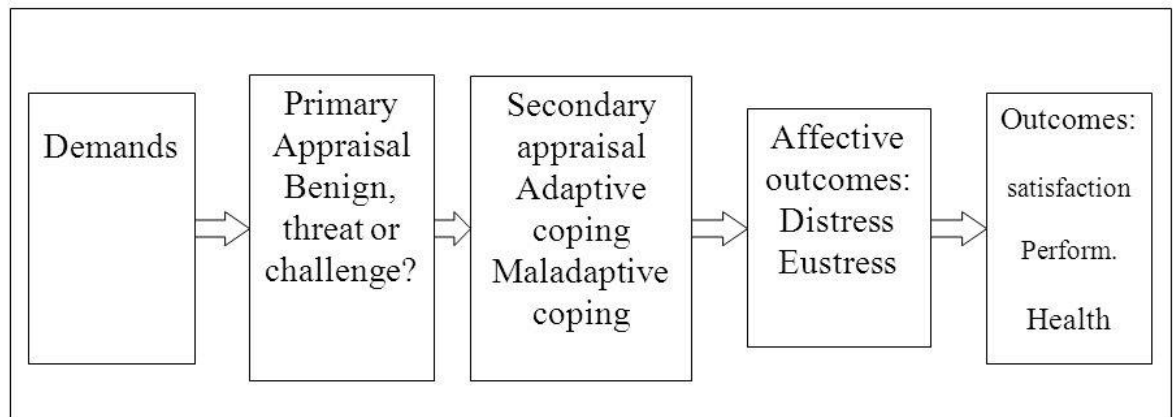 Demands
Primary
Appraisal
Benign,
threat or
challenge?
Secondary
appraisal
Adaptive
coping
Maladaptive
coping
Affective
outcomes:
Distress
Eustress
Outcomes:
satisfaction
Perform.
Health